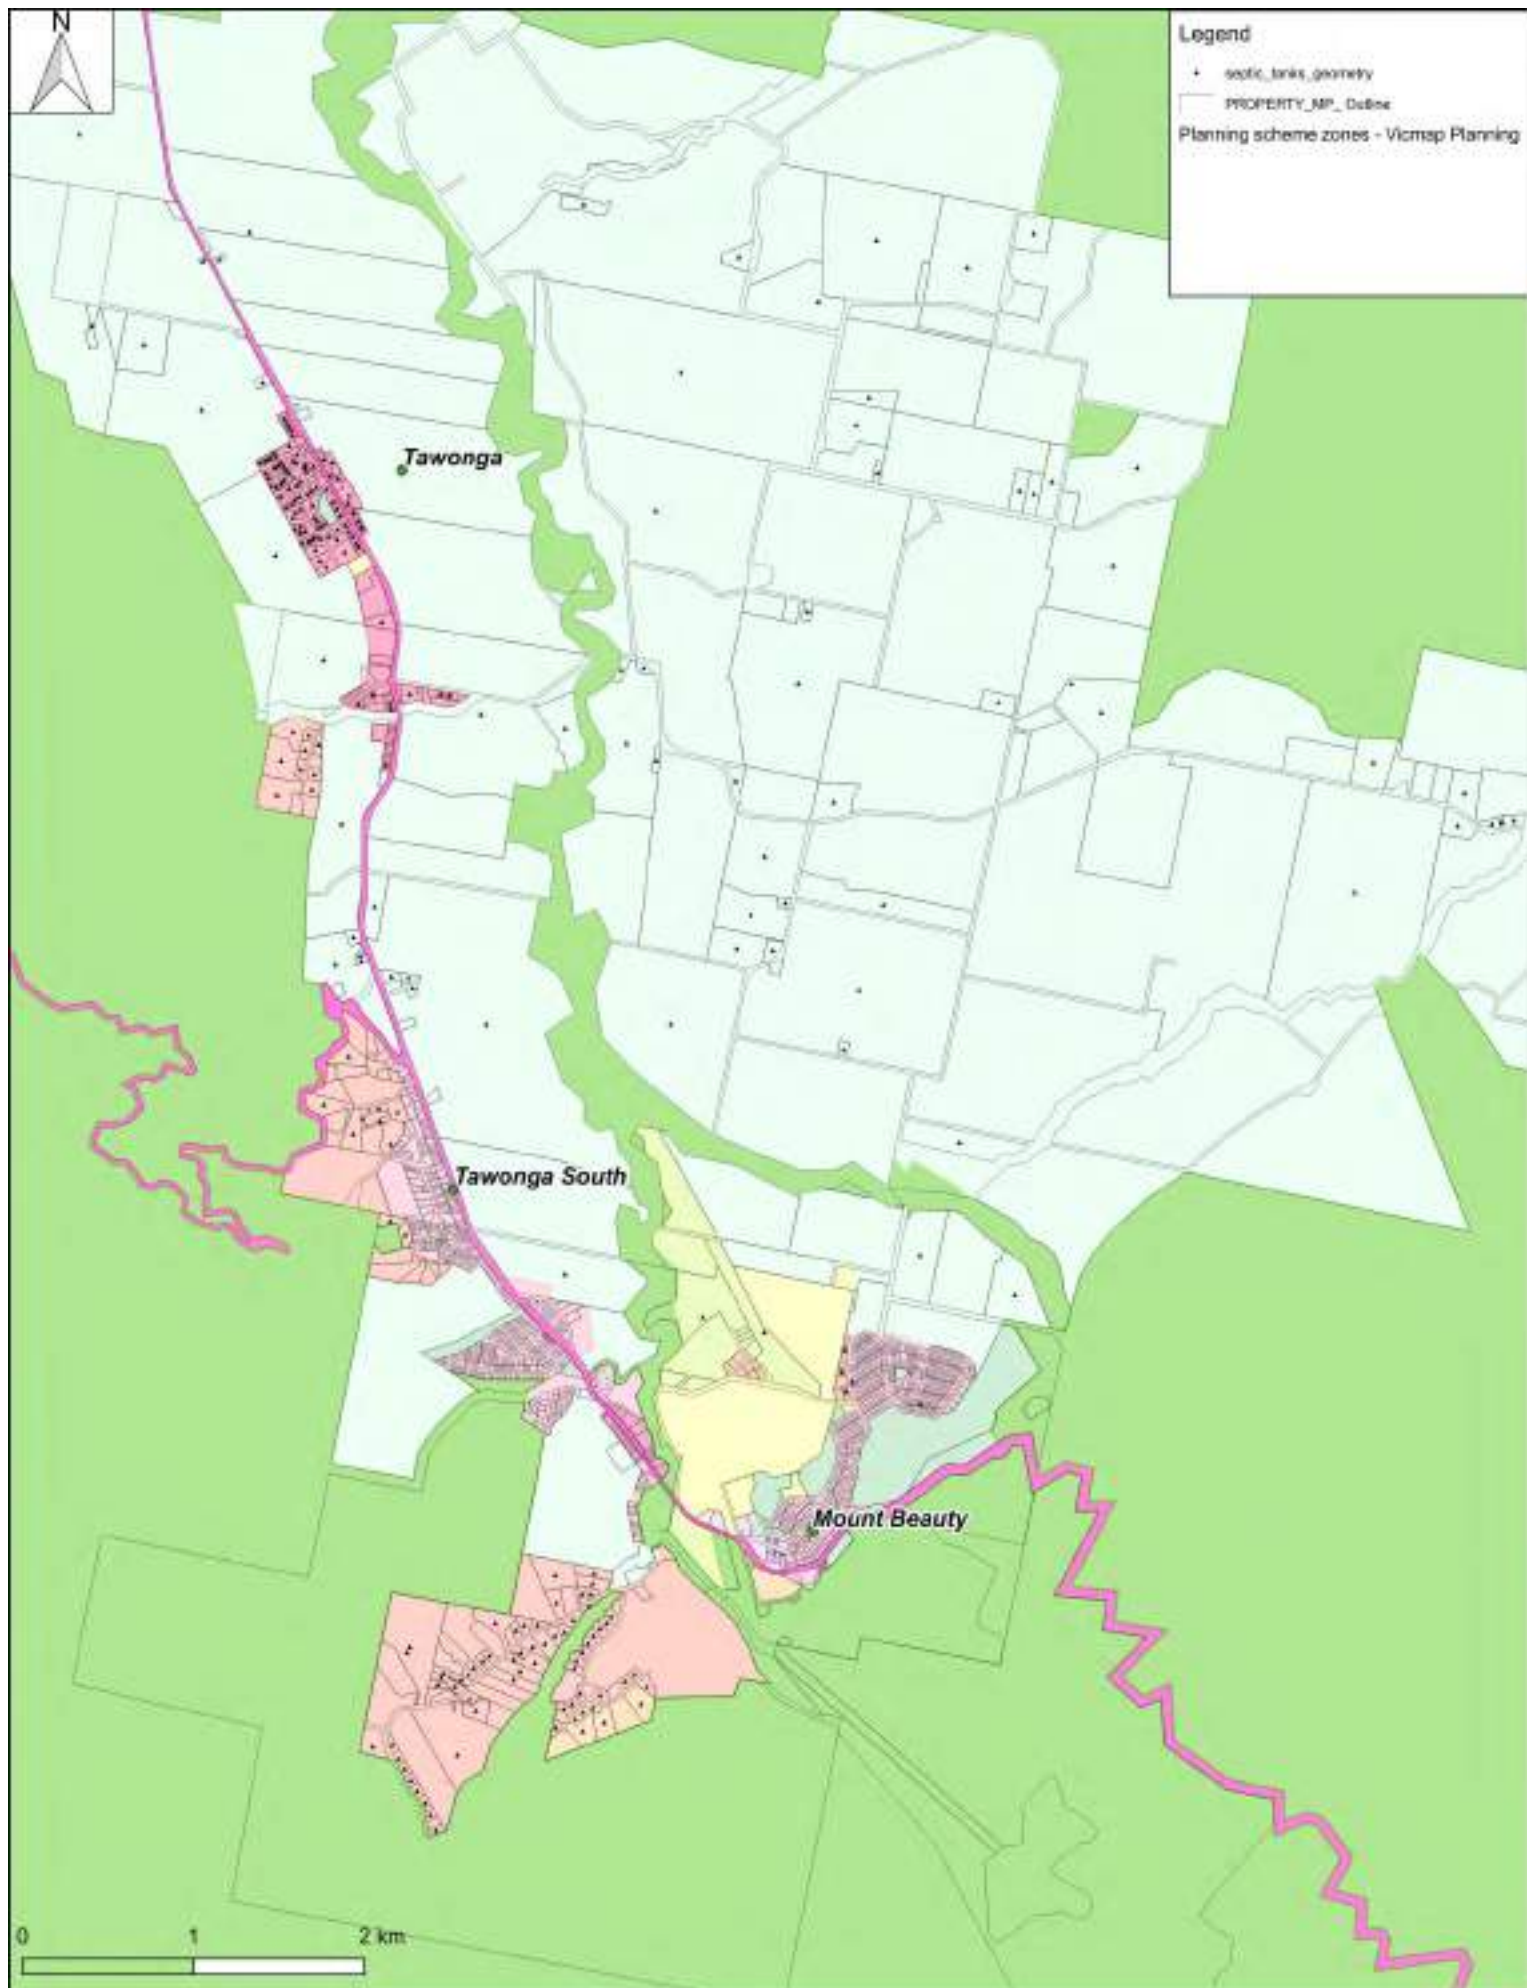 N
Legend
septic_tanks_geometry
PROPERTY_MP_ Outline
Planning scheme zones - Vicmap Planning
Tawonga
Tawonga South
Mount Beauty
0 1 2 km